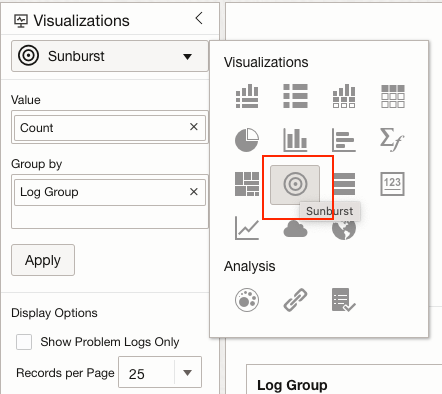 Visualizations
Sunburst
Value
Count
Group by
Log Group
Apply
Display Options
Show Problem Logs Only
Records per Page
25
Visualizations
Σf
123
Sunburst
Analysis
Log Group